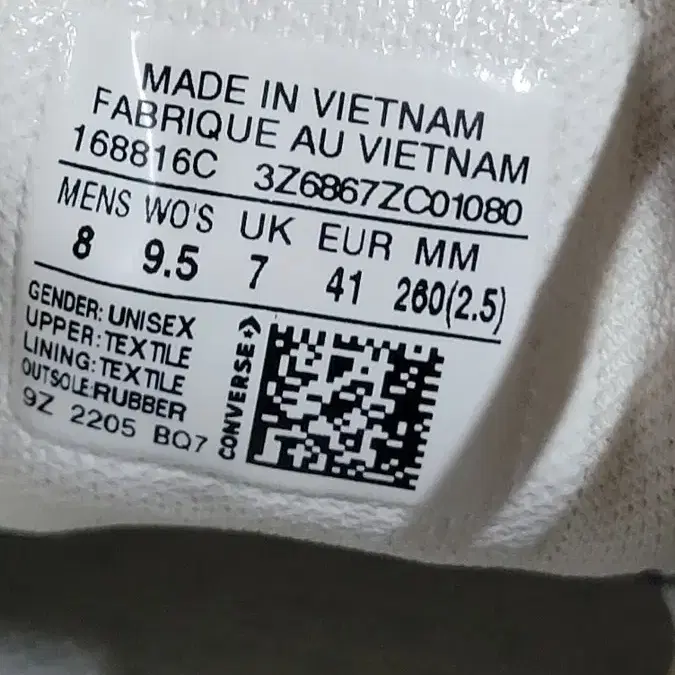 MADE IN VIETNAM
FABRIQUE AU VIETNAM
168816C 3Z6867ZC01080
MENS WO'S UK EUR MM
8 9.5 7 41 260(2.5)
GENDER: UNISEX
UPPER: TEXTILE
LINING: TEXTILE
OUTSOLE: RUBBER
9Z 2205 BQ7
CONVERSE